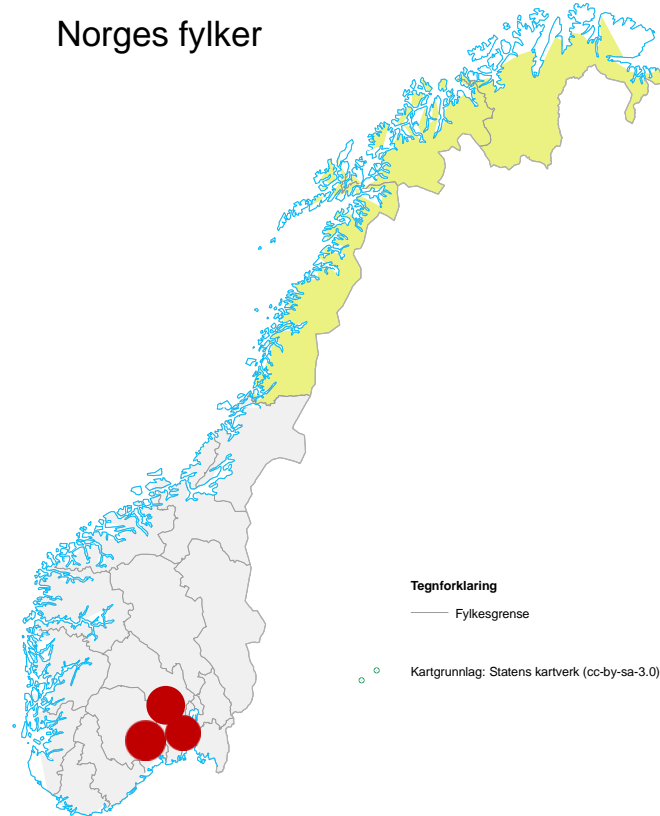 Norges fylker
Tegnforklaring
Fylkesgrense
Kartgrunnlag: Statens kartverk (cc-by-sa-3.0)